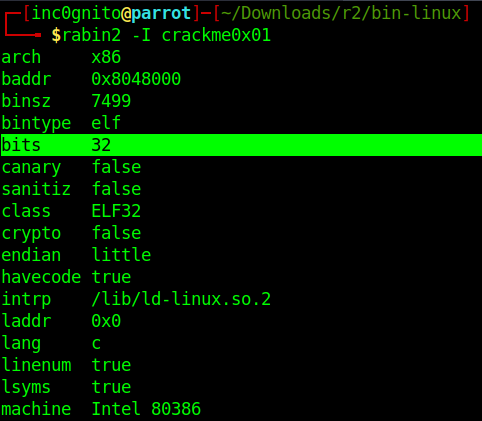 ┌─[inc0gnito@parrot]─[~/Downloads/r2/bin-linux]
└──╼ $rabin2 -I crackme0x01
arch     x86
baddr    0x8048000
binsz    7499
bintype  elf
bits     32
canary   false
sanitiz  false
class    ELF32
crypto   false
endian   little
havecode true
intrp    /lib/ld-linux.so.2
laddr    0x0
lang     c
linenum  true
lsyms    true
machine  Intel 80386